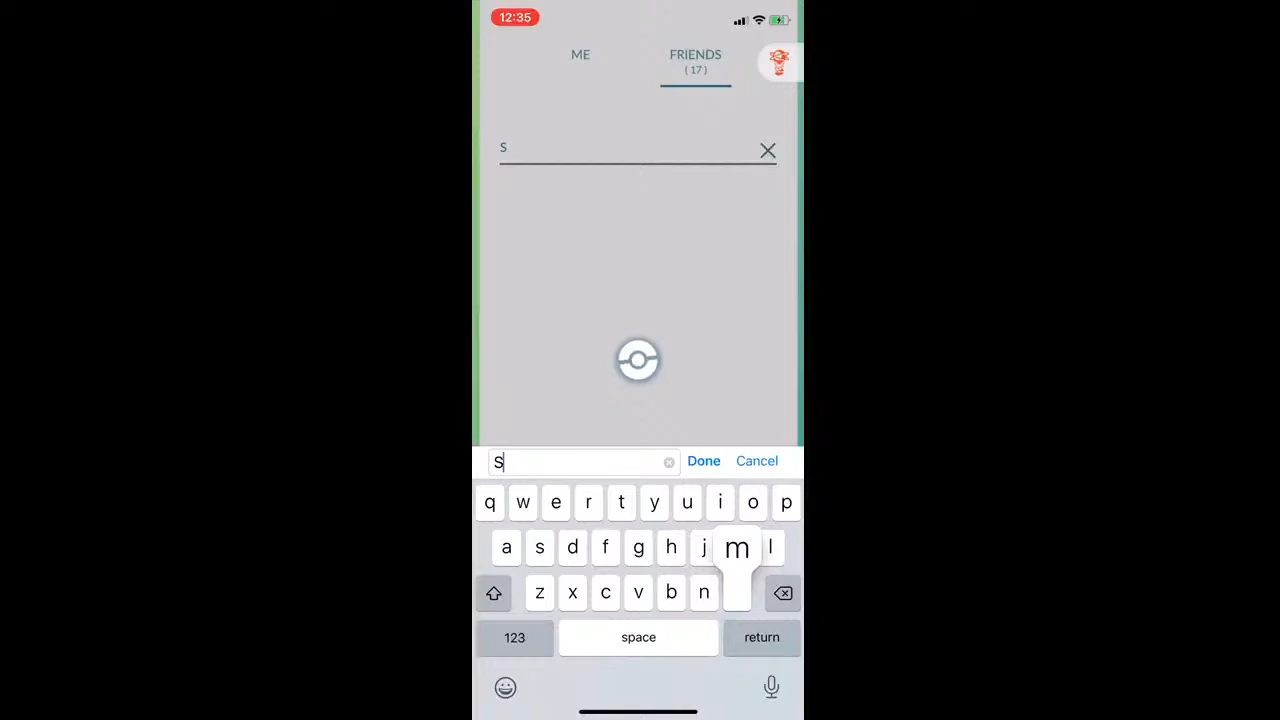 12:35
ME
FRIENDS
(17)
S
S
Done
Cancel
q w e r t y u i o p
a s d f g h j m l
z x c v b n
123
space
return